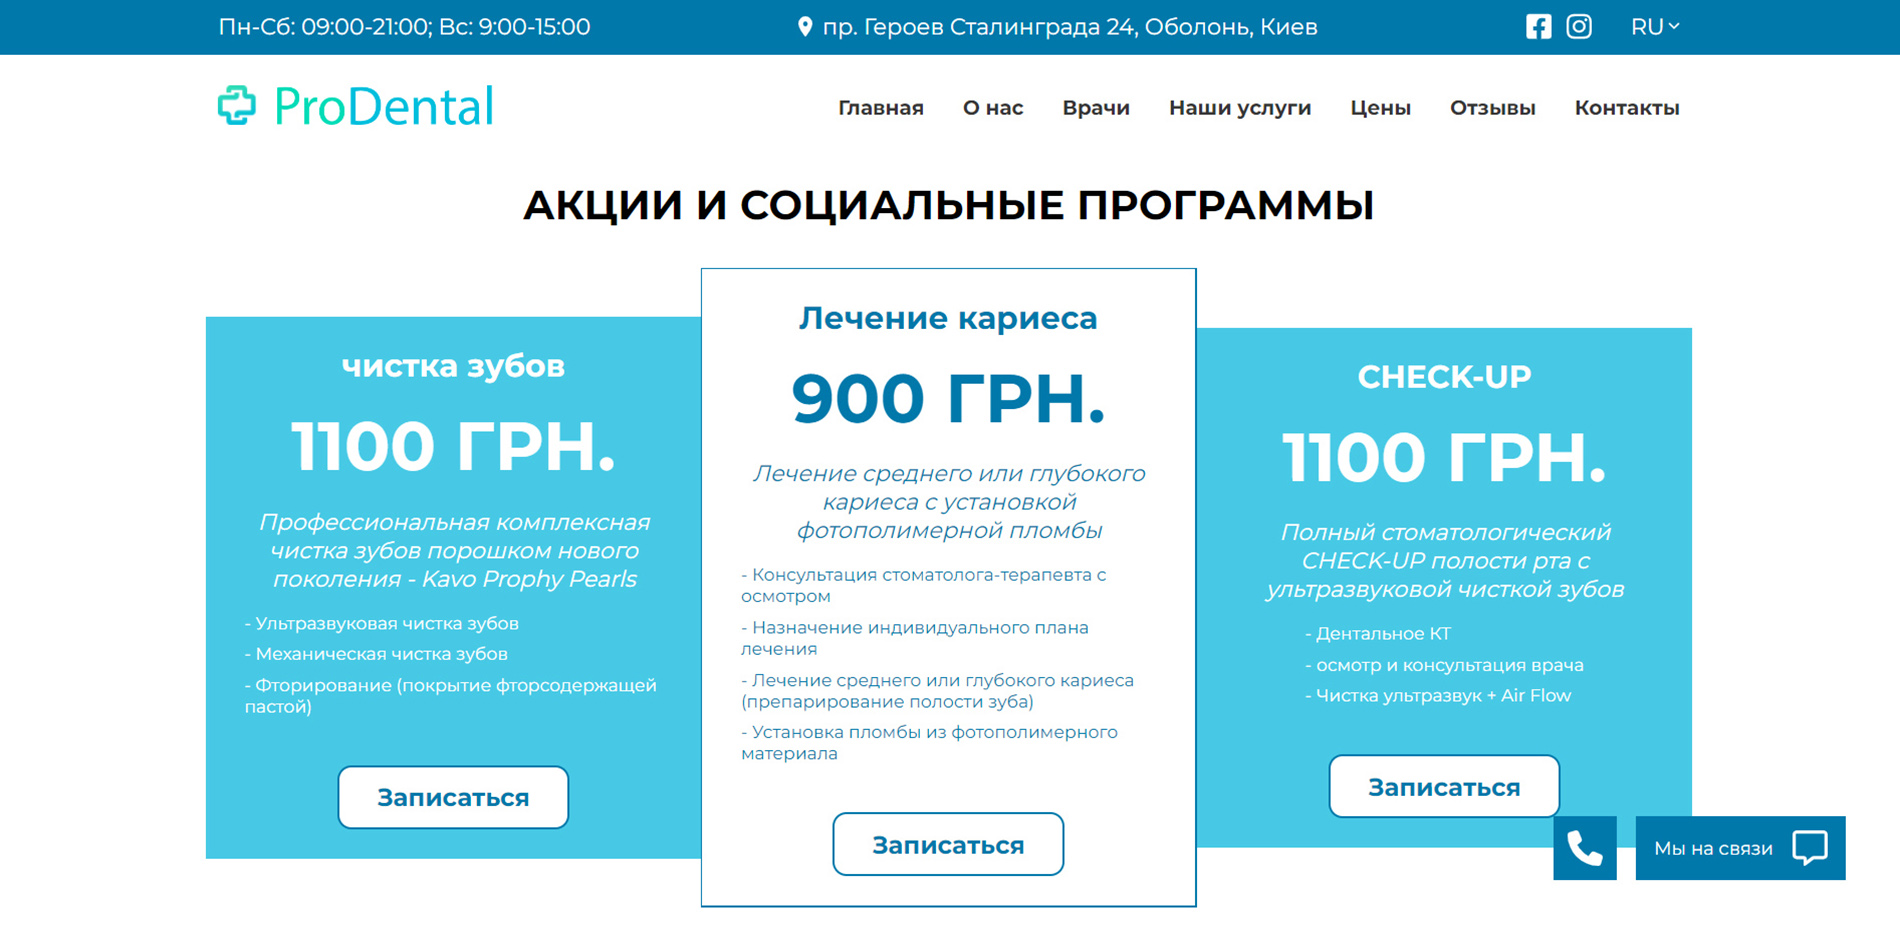 Пн-Сб: 09:00-21:00; Вс: 9:00-15:00
пр. Героев Сталинграда 24, Оболонь, Киев
RU
ProDental
Главная
О нас
Врачи
Наши услуги
Цены
Отзывы
Контакты
АКЦИИ И СОЦИАЛЬНЫЕ ПРОГРАММЫ
чистка зубов
1100 ГРН.
Профессиональная комплексная
чистка зубов порошком нового
поколения - Kavo Prophy Pearls
- Ультразвуковая чистка зубов
- Механическая чистка зубов
- Фторирование (покрытие фторсодержащей
пастой)
Записаться
Лечение кариеса
900 ГРН.
Лечение среднего или глубокого
кариеса с установкой
фотополимерной пломбы
- Консультация стоматолога-терапевта с
осмотром
- Назначение индивидуального плана
лечения
- Лечение среднего или глубокого кариеса
(препарирование полости зуба)
- Установка пломбы из фотополимерного
материала
Записаться
CHECK-UP
1100 ГРН.
Полный стоматологический
CHECK-UP полости рта с
ультразвуковой чисткой зубов
- Дентальное КТ
- осмотр и консультация врача
- Чистка ультразвук + Air Flow
Записаться
Мы на связи